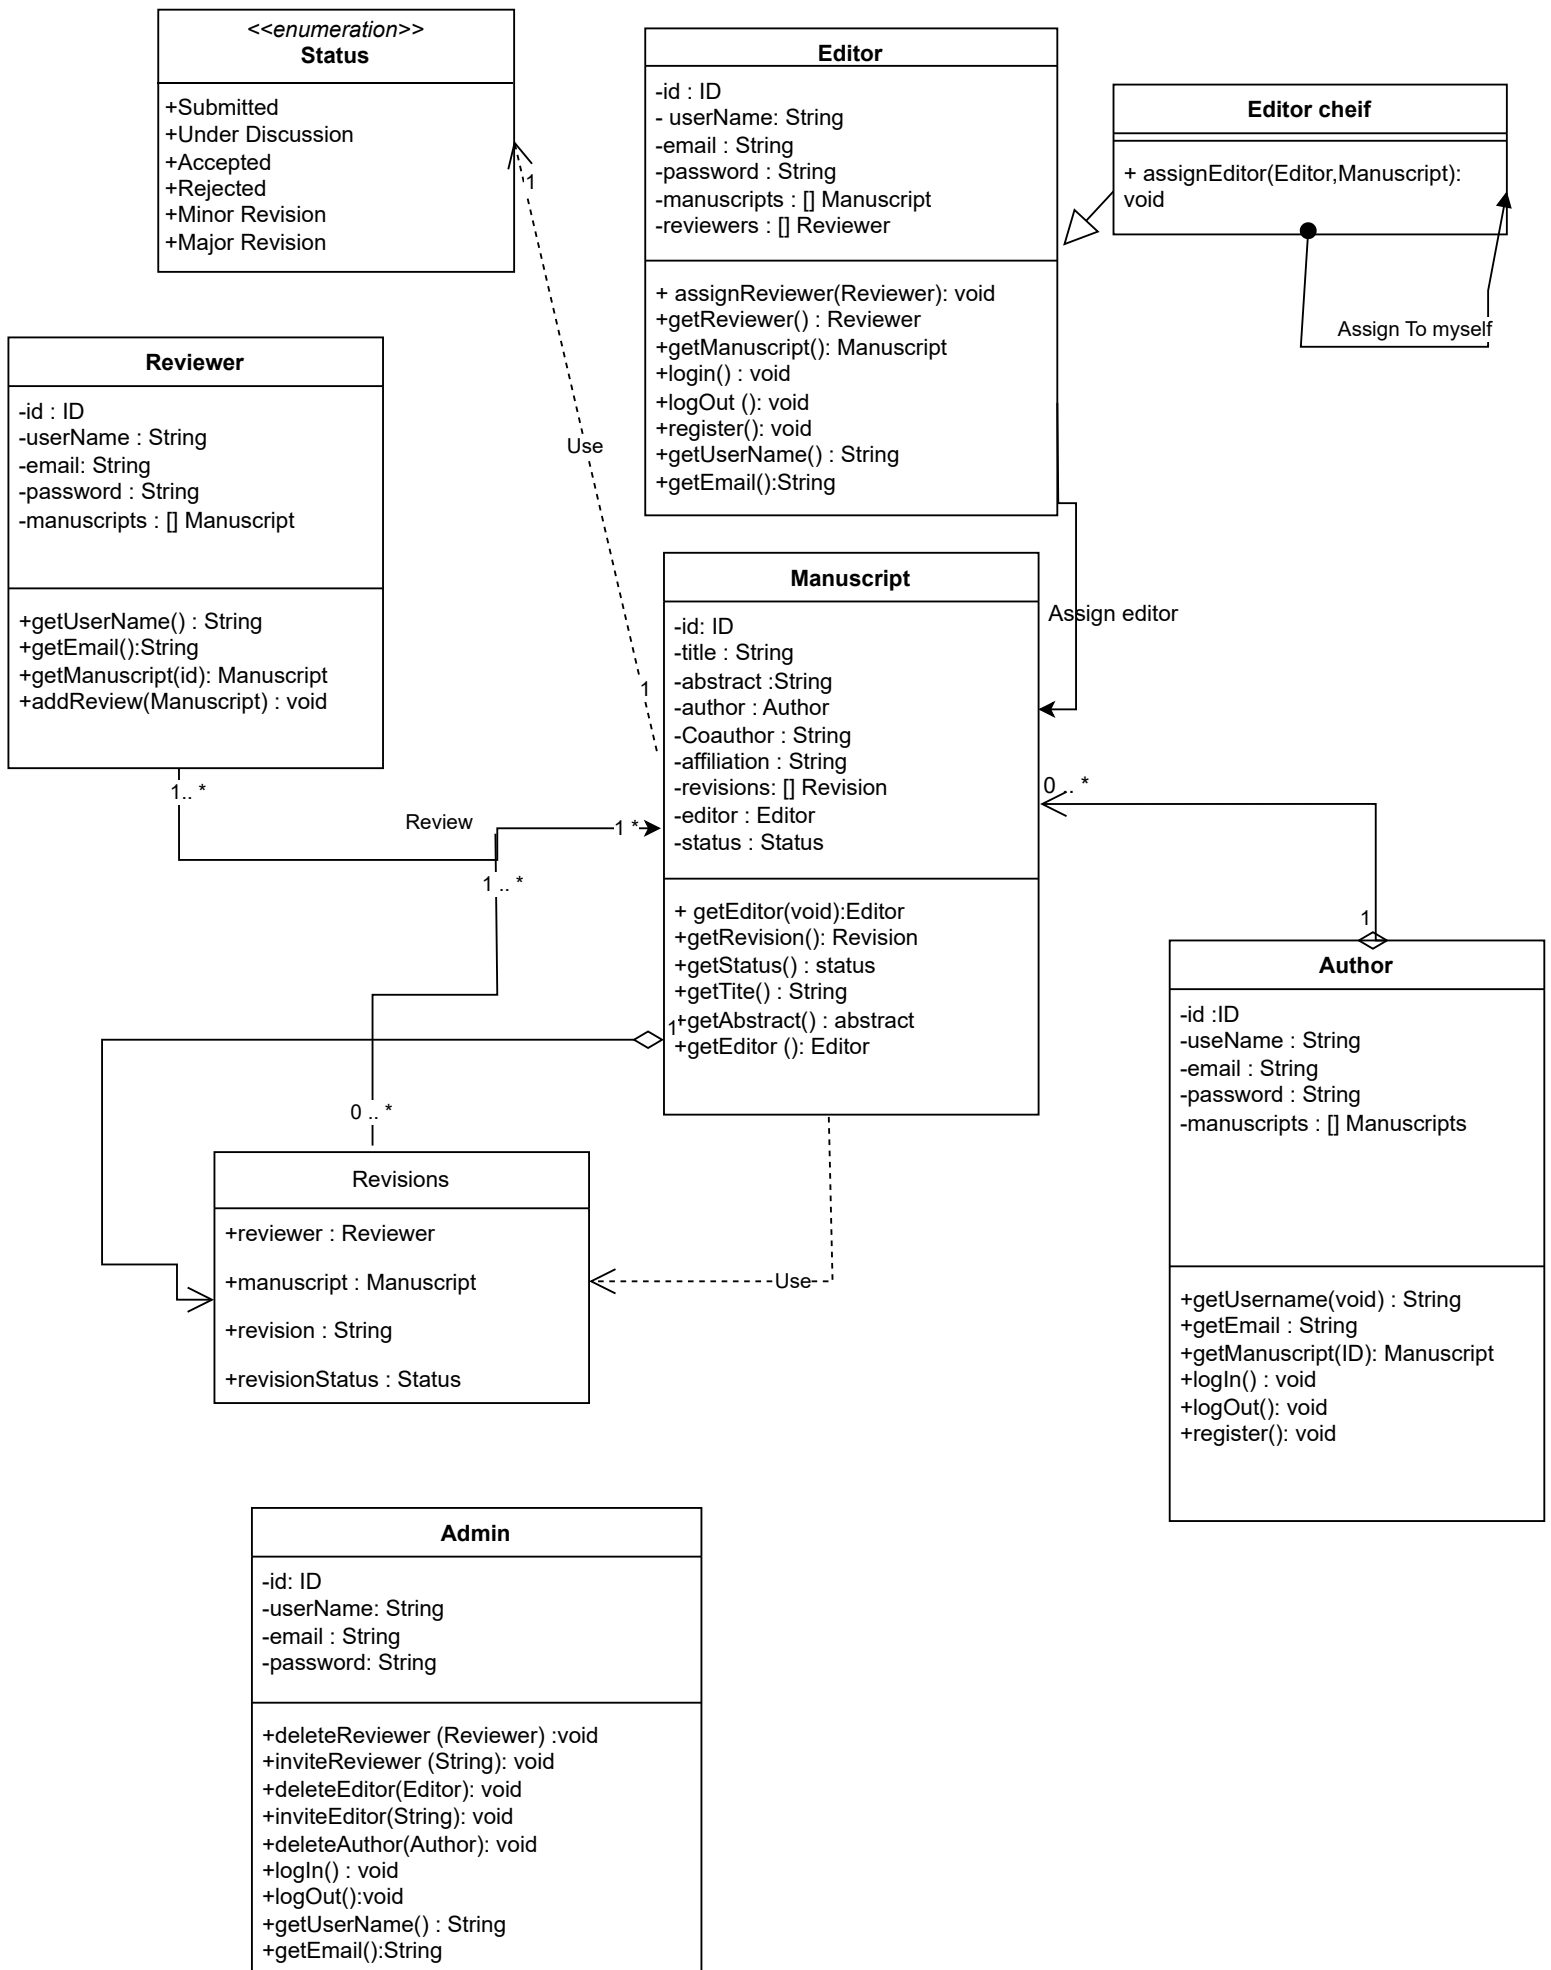 <<enumeration>>
Status
+Submitted
+Under Discussion
+Accepted
+Rejected
+Minor Revision
+Major Revision
Editor
-id : ID
- userName: String
-email : String
-password : String
-manuscripts : [] Manuscript
-reviewers : [] Reviewer
+ assignReviewer(Reviewer): void
+getReviewer() : Reviewer
+getManuscript(): Manuscript
+login() : void
+logOut (): void
+register(): void
+getUserName() : String
+getEmail():String
Editor cheif
+ assignEditor(Editor,Manuscript):
void
Assign To myself
1
Use
1
Reviewer
-id : ID
-userName : String
-email: String
-password : String
-manuscripts : [] Manuscript
+getUserName() : String
+getEmail():String
+getManuscript(id): Manuscript
+addReview(Manuscript) : void
1.. *
Review
1 *
1 .. *
0 .. *
Manuscript
-id: ID
-title : String
-abstract :String
-author : Author
-Coauthor : String
-affiliation : String
-revisions: [] Revision
-editor : Editor
-status : Status
+ getEditor(void):Editor
+getRevision(): Revision
+getStatus() : status
+getTite() : String
+getAbstract() : abstract
+getEditor (): Editor
1
Assign editor
0 .. *
1
Author
-id :ID
-useName : String
-email : String
-password : String
-manuscripts : [] Manuscripts
+getUsername(void) : String
+getEmail : String
+getManuscript(ID): Manuscript
+logIn() : void
+logOut(): void
+register(): void
Revisions
+reviewer : Reviewer
+manuscript : Manuscript
+revision : String
+revisionStatus : Status
Use
Admin
-id: ID
-userName: String
-email : String
-password: String
+deleteReviewer (Reviewer) :void
+inviteReviewer (String): void
+deleteEditor(Editor): void
+inviteEditor(String): void
+deleteAuthor(Author): void
+logIn() : void
+logOut():void
+getUserName() : String
+getEmail():String